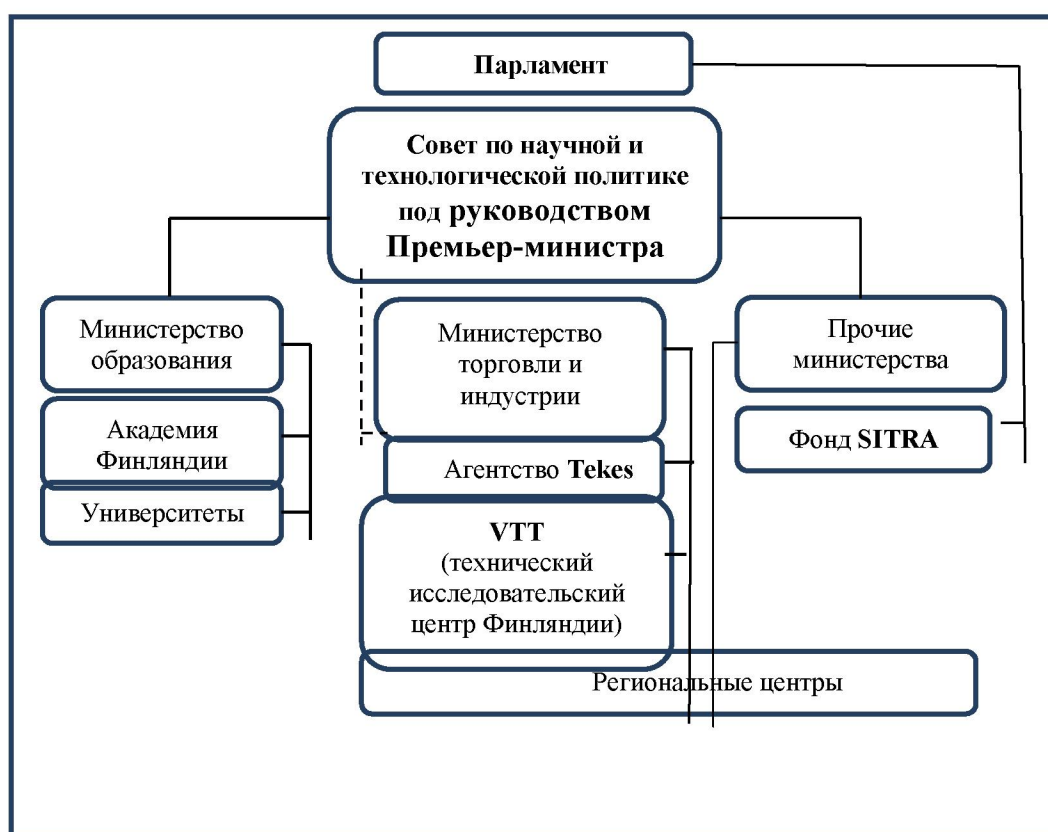 Парламент
Совет по научной и
технологической политике
под руководством
Премьер-министра
Министерство
образования
Академия
Финляндии
Университеты
Министерство
торговли и
индустрии
Агентство Tekes
VTT
(технический
исследовательский
центр Финляндии)
Прочие
министерства
Фонд SITRA
Региональные центры